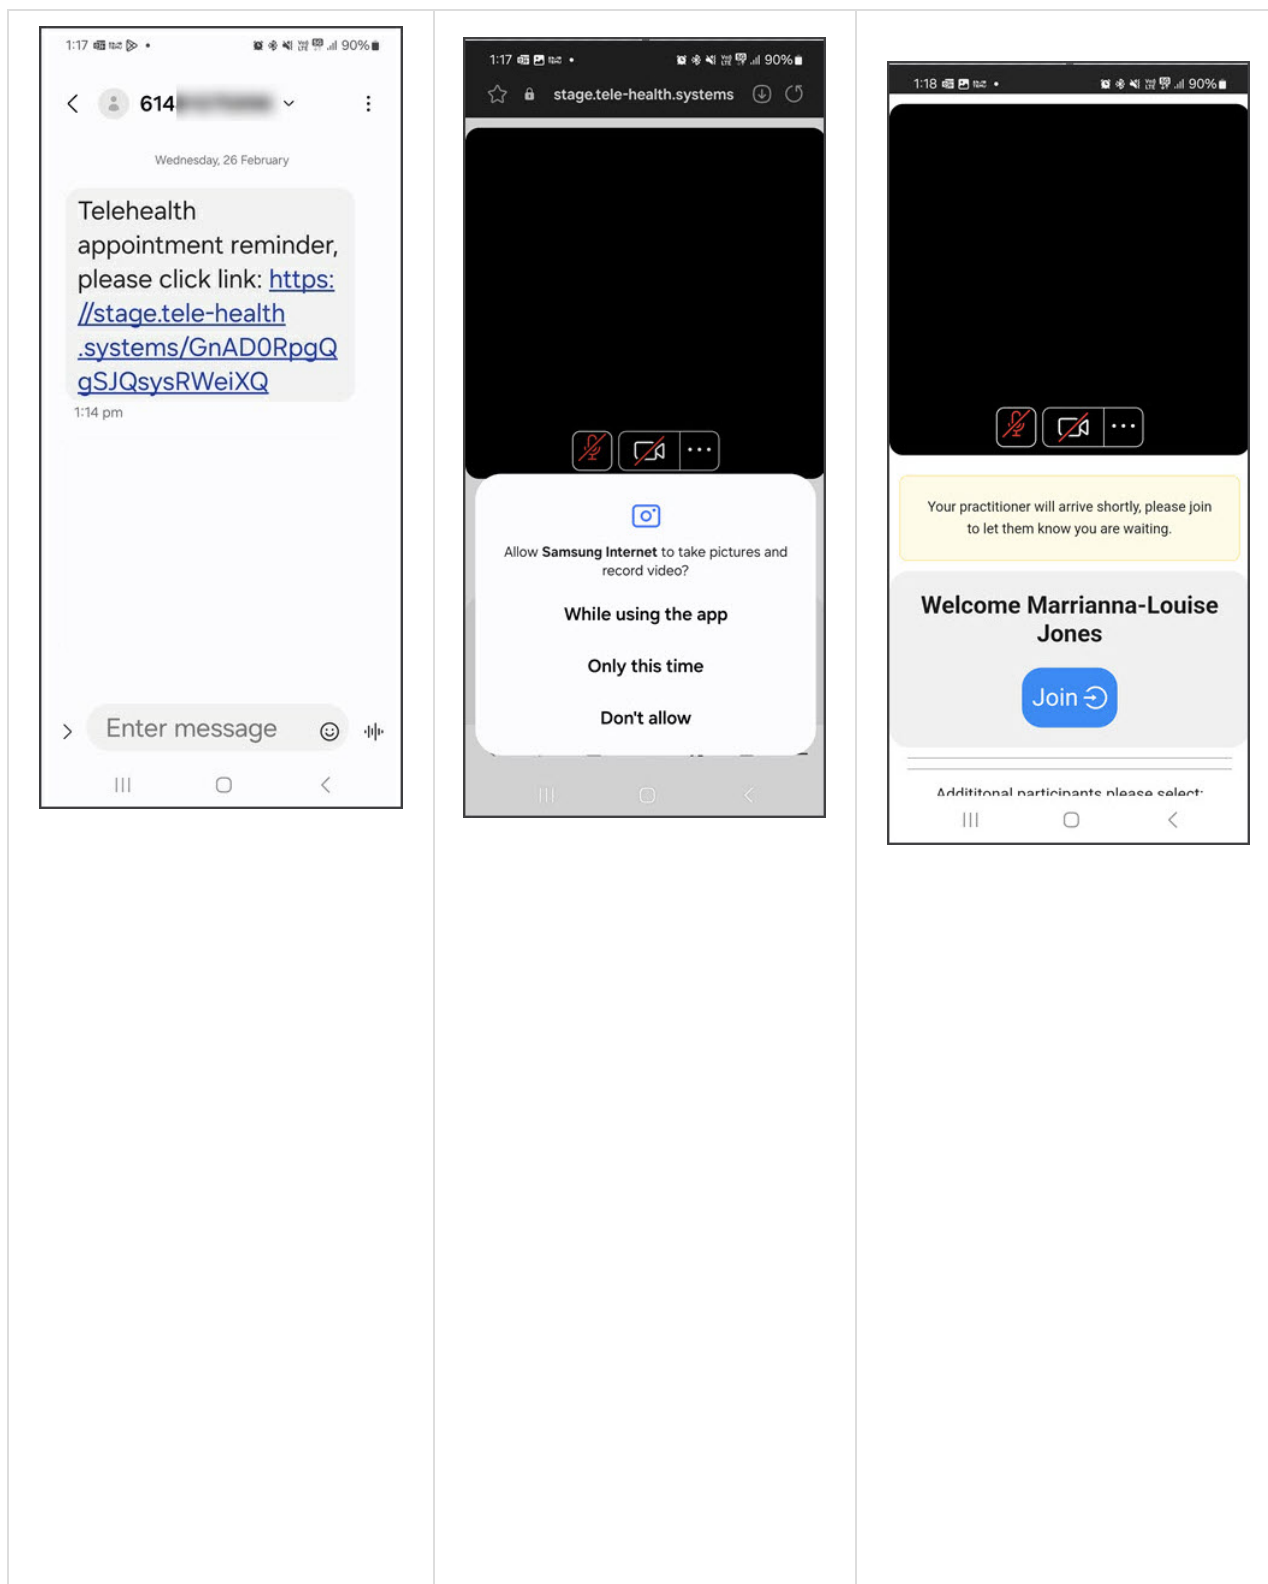 1:17
90%
614
Wednesday, 26 February
Telehealth
appointment reminder,
please click link: https:
//stage.tele-health
.systems/GnAD0RpgQ
gSJQsysRWeiXQ
1:14 pm
Enter message
1:17
90%
stage.tele-health.systems
Allow Samsung Internet to take pictures and
record video?
While using the app
Only this time
Don't allow
1:18
90%
Your practitioner will arrive shortly, please join
to let them know you are waiting.
Welcome Marrianna-Louise
Jones
Join
Addititonal participants please select: